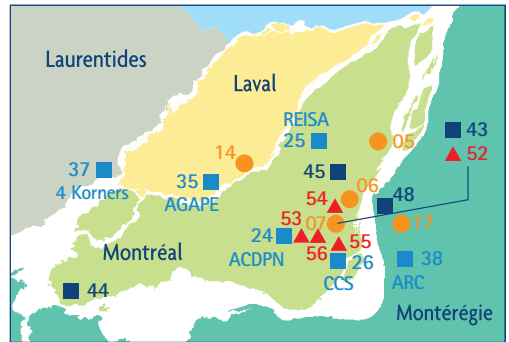 Laurentides
Laval
REISA
25
05
43
52
14
37
4 Korners
35
AGAPE
45
06
54
48
53
07
17
24
ACDPN
56
55
26
CCS
38
ARC
Montréal
44
Montérégie